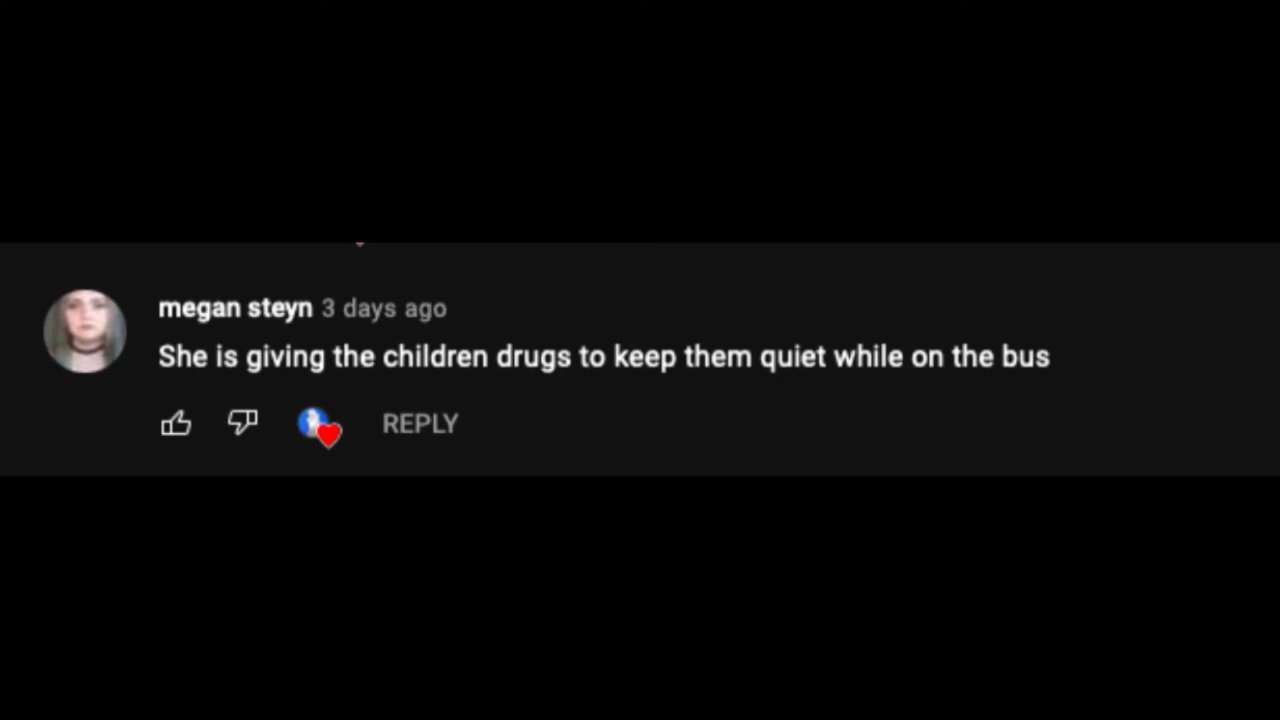 megan steyn 3 days ago
She is giving the children drugs to keep them quiet while on the bus
REPLY